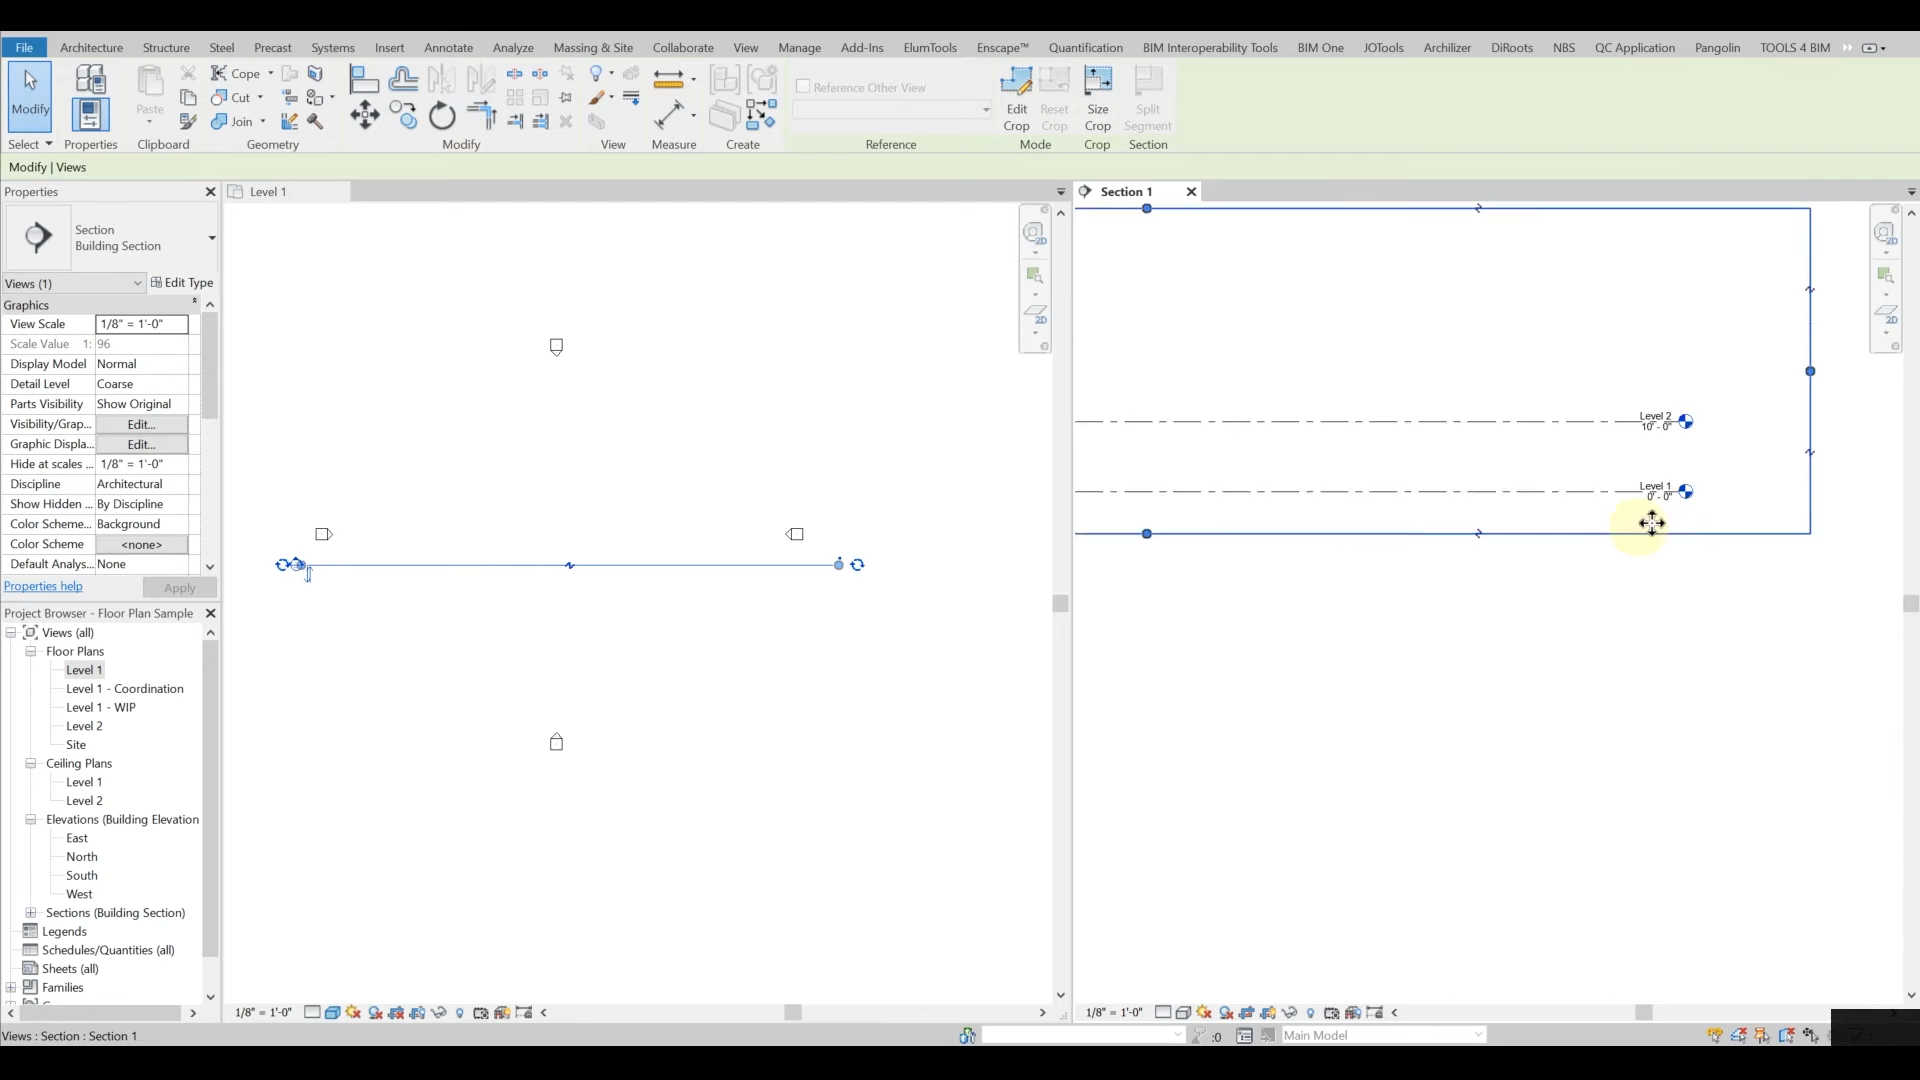 File Architecture Structure Steel Precast Systems Insert Annotate Analyze Massing & Site Collaborate View Manage Add-Ins ElumTools Enscape™ Quantification BIM Interoperability Tools BIM One JOTools Archilizer DiRoots NBS QC Application Pangolin TOOLS 4 BIM
Modify
Paste
Cope
Cut
Join
Reference Other View
Edit Crop
Reset Crop
Size Crop
Split Segment
Select Properties Clipboard Geometry Modify View Measure Create Reference Mode Crop Section
Modify | Views
Properties
Level 1
Section 1
Section
Building Section
Views (1)
Edit Type
Graphics
View Scale 1/8" = 1'-0"
Scale Value 1: 96
Display Model Normal
Detail Level Coarse
Parts Visibility Show Original
Visibility/Grap... Edit...
Graphic Displa... Edit...
Hide at scales ... 1/8" = 1'-0"
Discipline Architectural
Show Hidden ... By Discipline
Color Scheme... Background
Color Scheme <none>
Default Analys... None
Properties help
Apply
2D
2D
2D
2D
Level 2
10' - 0"
Level 1
0' - 0"
Project Browser - Floor Plan Sample
Views (all)
Floor Plans
Level 1
Level 1 - Coordination
Level 1 - WIP
Level 2
Site
Ceiling Plans
Level 1
Level 2
Elevations (Building Elevation
East
North
South
West
Sections (Building Section)
Legends
Schedules/Quantities (all)
Sheets (all)
Families
1/8" = 1'-0"
1/8" = 1'-0"
Views : Section : Section 1
:0
Main Model